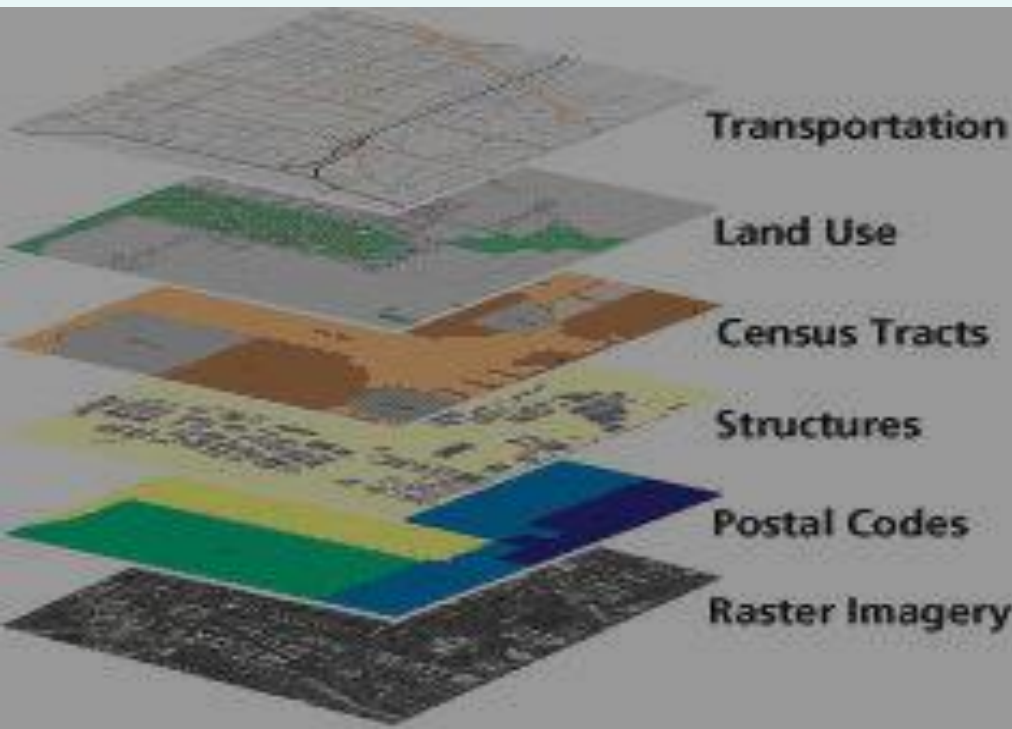 Transportation
Land Use
Census Tracts
Structures
Postal Codes
Raster Imagery